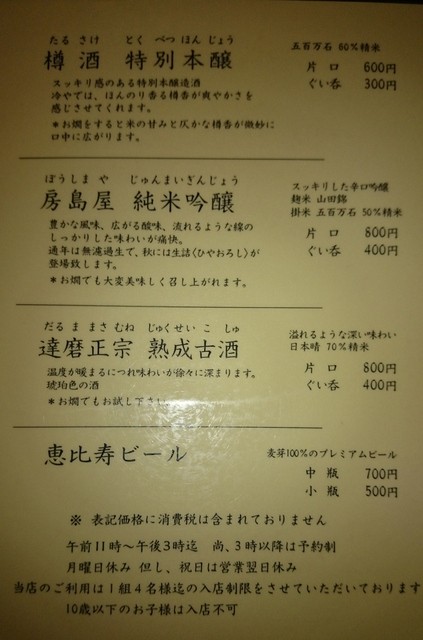 たる さけ とく べつ ほん じょう
樽酒 特別本醸
五百万石 60%精米
片口 600円
ぐい呑 300円
スッキリ感のある特別本醸造酒
冷やでは、ほんのり香る樽香が爽やかさを
感じさせてくれます。
*お燗をすると米の甘みと仄かな樽香が微妙に
口中に広がります。
ぼうじまや じゅんまいぎんじょう
房島屋 純米吟醸
スッキリした辛口吟醸
麹米 山田錦
掛米 五百万石 50%精米
片口 800円
ぐい呑 400円
豊かな風味、広がる酸味、流れるような線の
しっかりした味わいが痛快。
通年は無濾過生で、秋には生詰(ひやおろし)が
登場致します。
*お燗でも大変美味しく召し上がれます。
だるま まさむね じゅくせい こ しゅ
達磨正宗 熟成古酒
溢れるような深い味わい
日本晴 70%精米
片口 800円
ぐい呑 400円
温度が暖まるにつれ味わいが徐々に深まります。
琥珀色の酒
*お燗でもお試し下さい。
恵比寿ビール
麦芽100%のプレミアムビール
中瓶 700円
小瓶 500円
※ 表記価格に消費税は含まれておりません
午前11時~午後3時迄 尚、3時以降は予約制
月曜日休み 但し、祝日は営業翌日休み
当店のご利用は1組4名様迄の入店制限をさせていただいております
10歳以下のお子様は入店不可